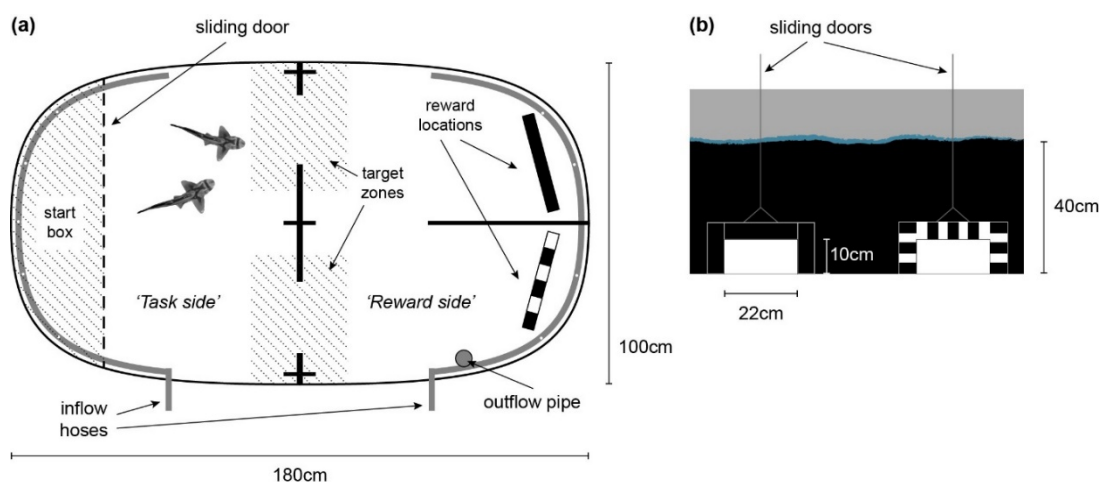 (a)
sliding door
reward
locations
target
zones
start
box
'Task side'
'Reward side'
inflow
hoses
outflow pipe
100cm
180cm
(b)
sliding doors
40cm
10cm
22cm